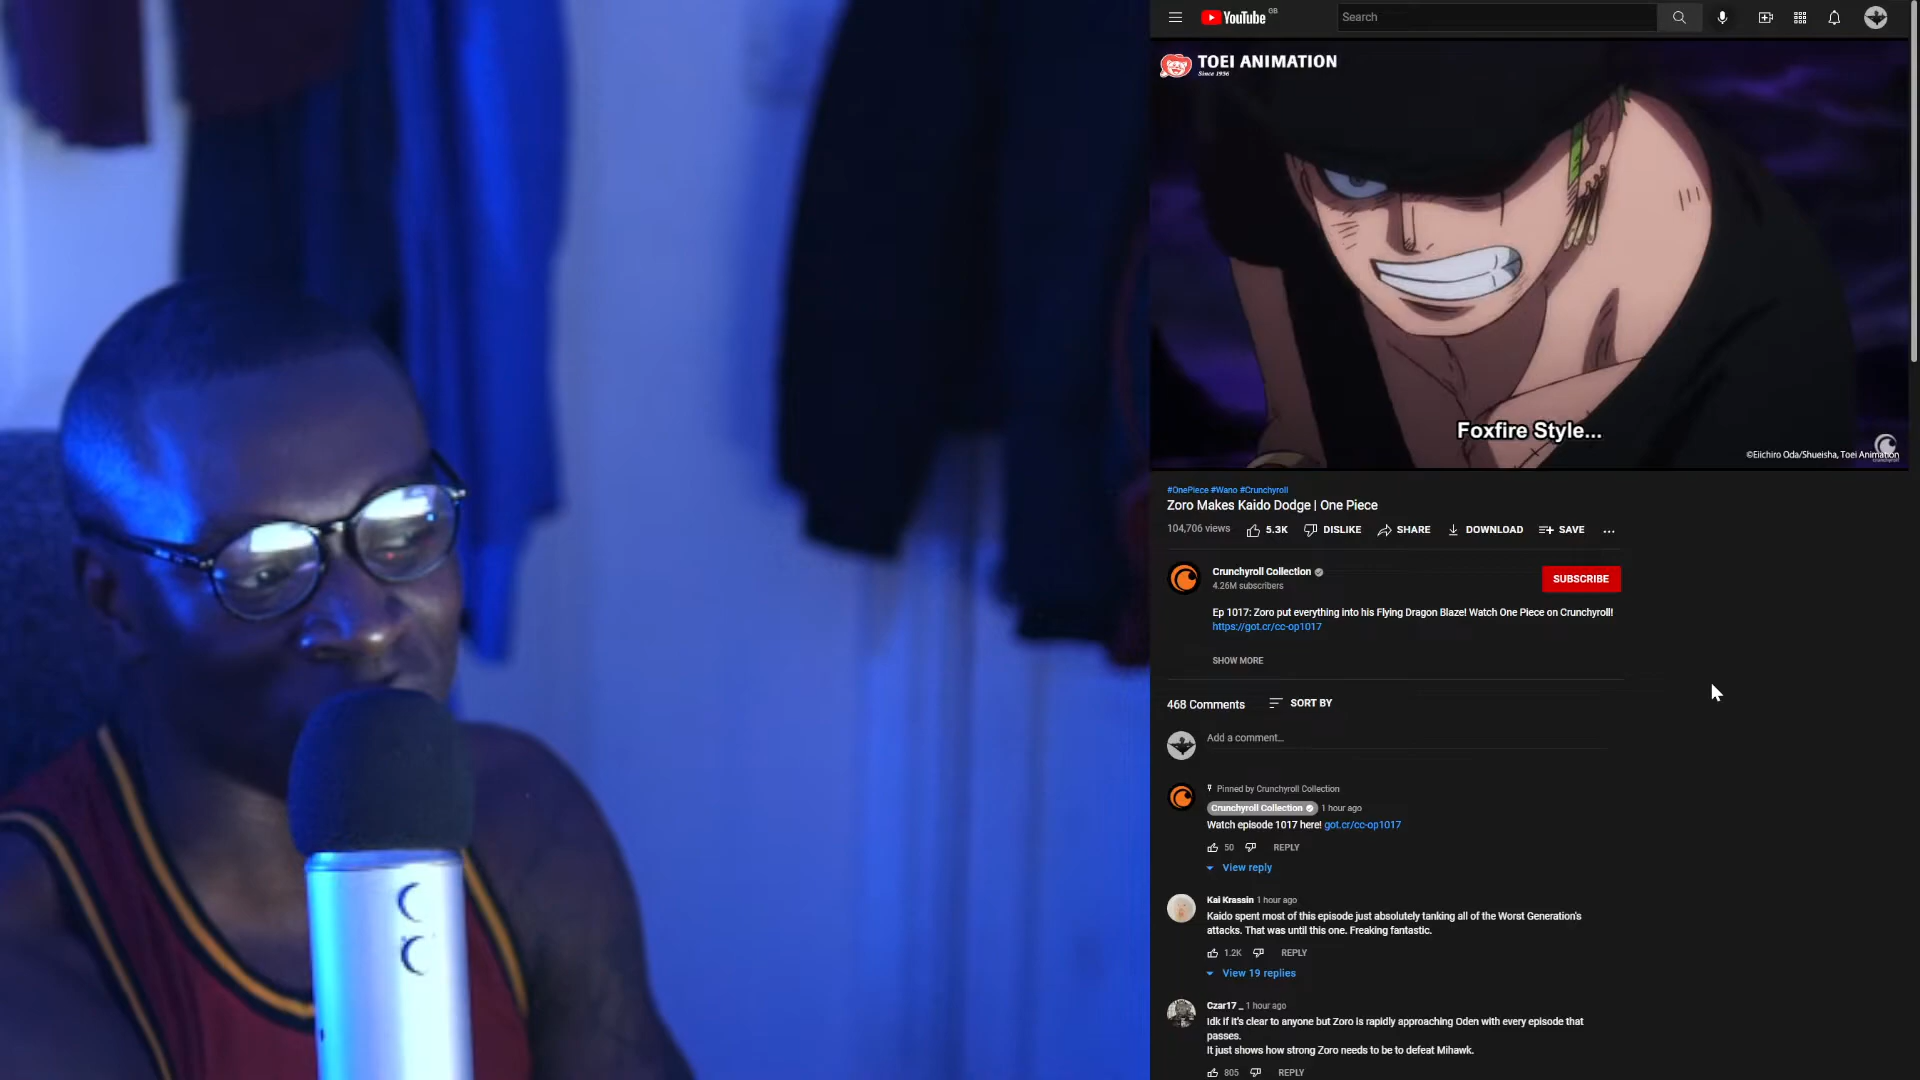 YouTube GB
Search
TOEI ANIMATION
Since 1956
Foxfire Style...
©Eiichiro Oda/Shueisha, Toei Animation
#OnePiece #Wano #Crunchyroll
Zoro Makes Kaido Dodge | One Piece
104,706 views 5.3K DISLIKE SHARE DOWNLOAD SAVE ...
Crunchyroll Collection
4.26M subscribers
SUBSCRIBE
Ep 1017: Zoro put everything into his Flying Dragon Blaze! Watch One Piece on Crunchyroll!
https://got.cr/cc-op1017
SHOW MORE
468 Comments SORT BY
Add a comment...
Pinned by Crunchyroll Collection
Crunchyroll Collection 1 hour ago
Watch episode 1017 here! got.cr/cc-op1017
50 REPLY
View reply
Kai Krassin 1 hour ago
Kaido spent most of this episode just absolutely tanking all of the Worst Generation's
attacks. That was until this one. Freaking fantastic.
1.2K REPLY
View 19 replies
Czar17 _ 1 hour ago
Idk if it's clear to anyone but Zoro is rapidly approaching Oden with every episode that
passes.
It just shows how strong Zoro needs to be to defeat Mihawk.
805 REPLY